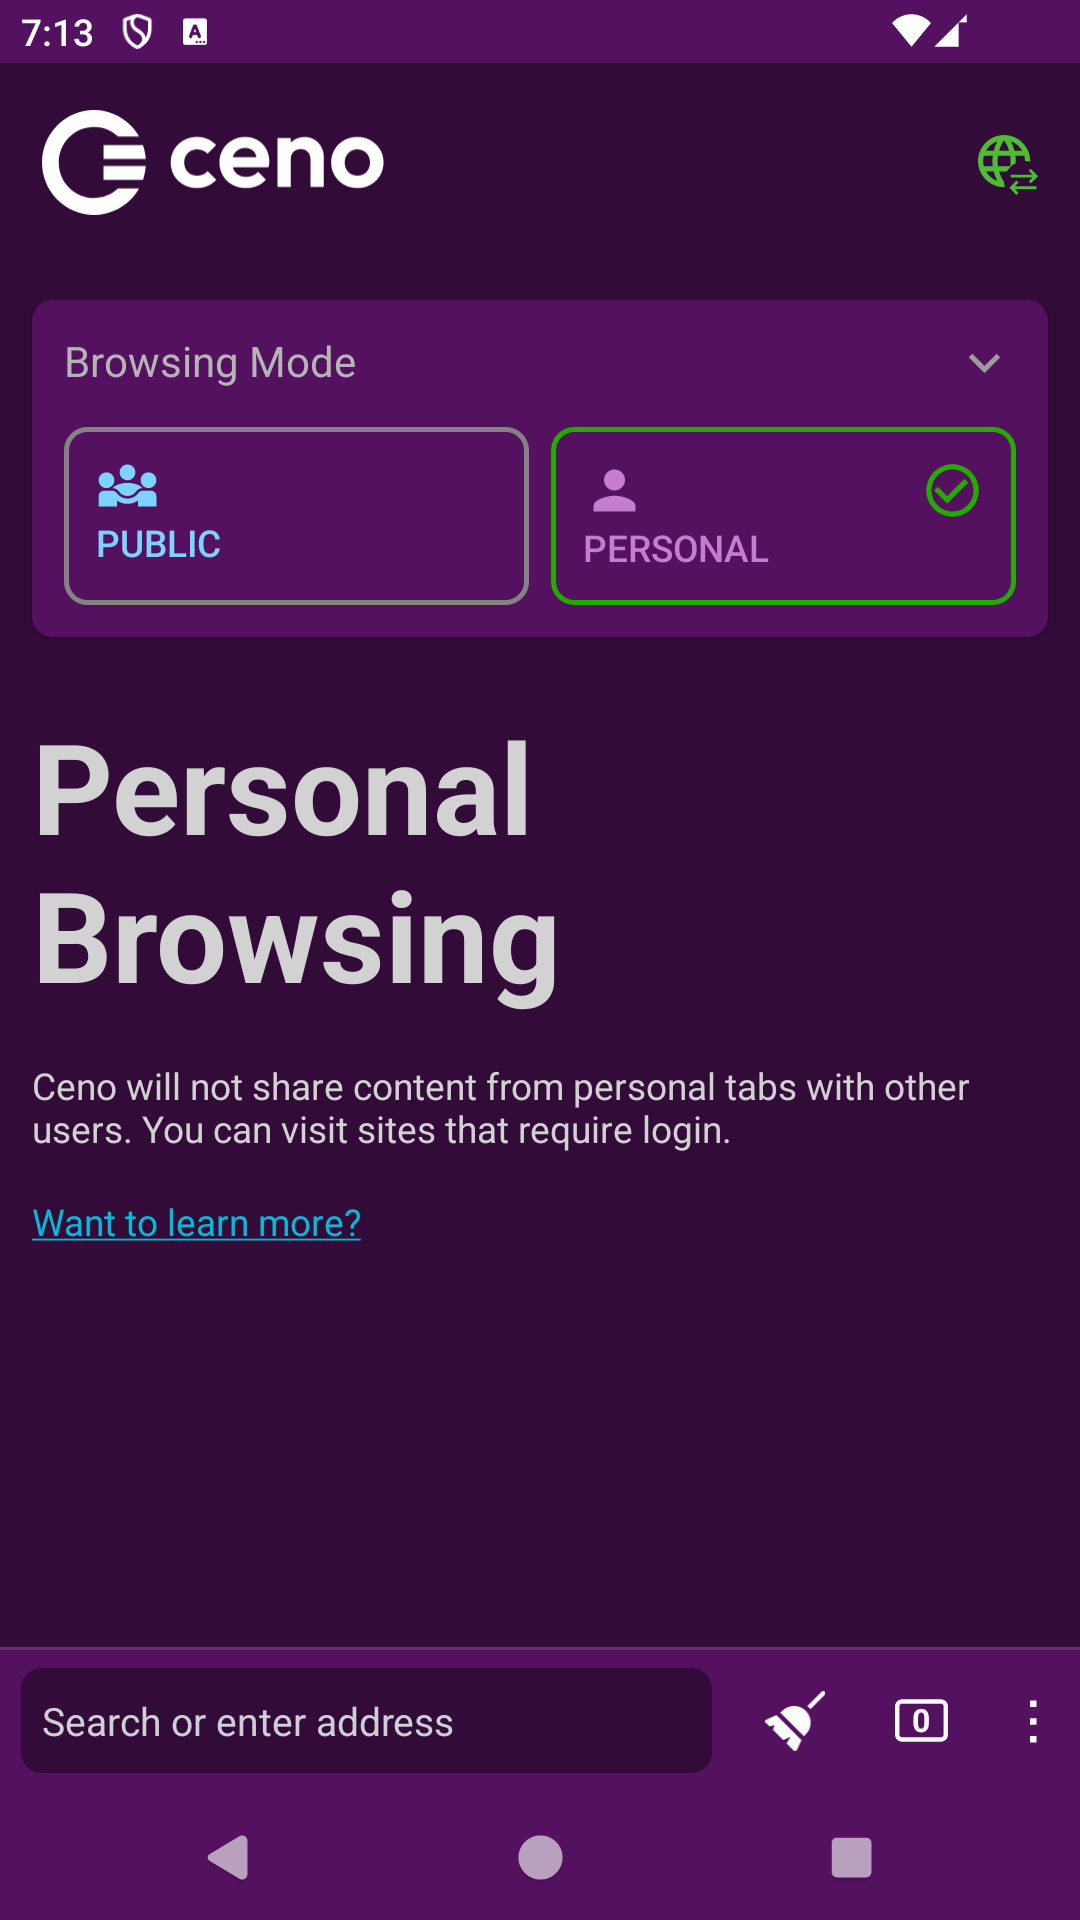 7:13
ceno
Browsing Mode
PUBLIC
PERSONAL
Personal
Browsing
Ceno will not share content from personal tabs with other
users. You can visit sites that require login.
Want to learn more?
Search or enter address
0